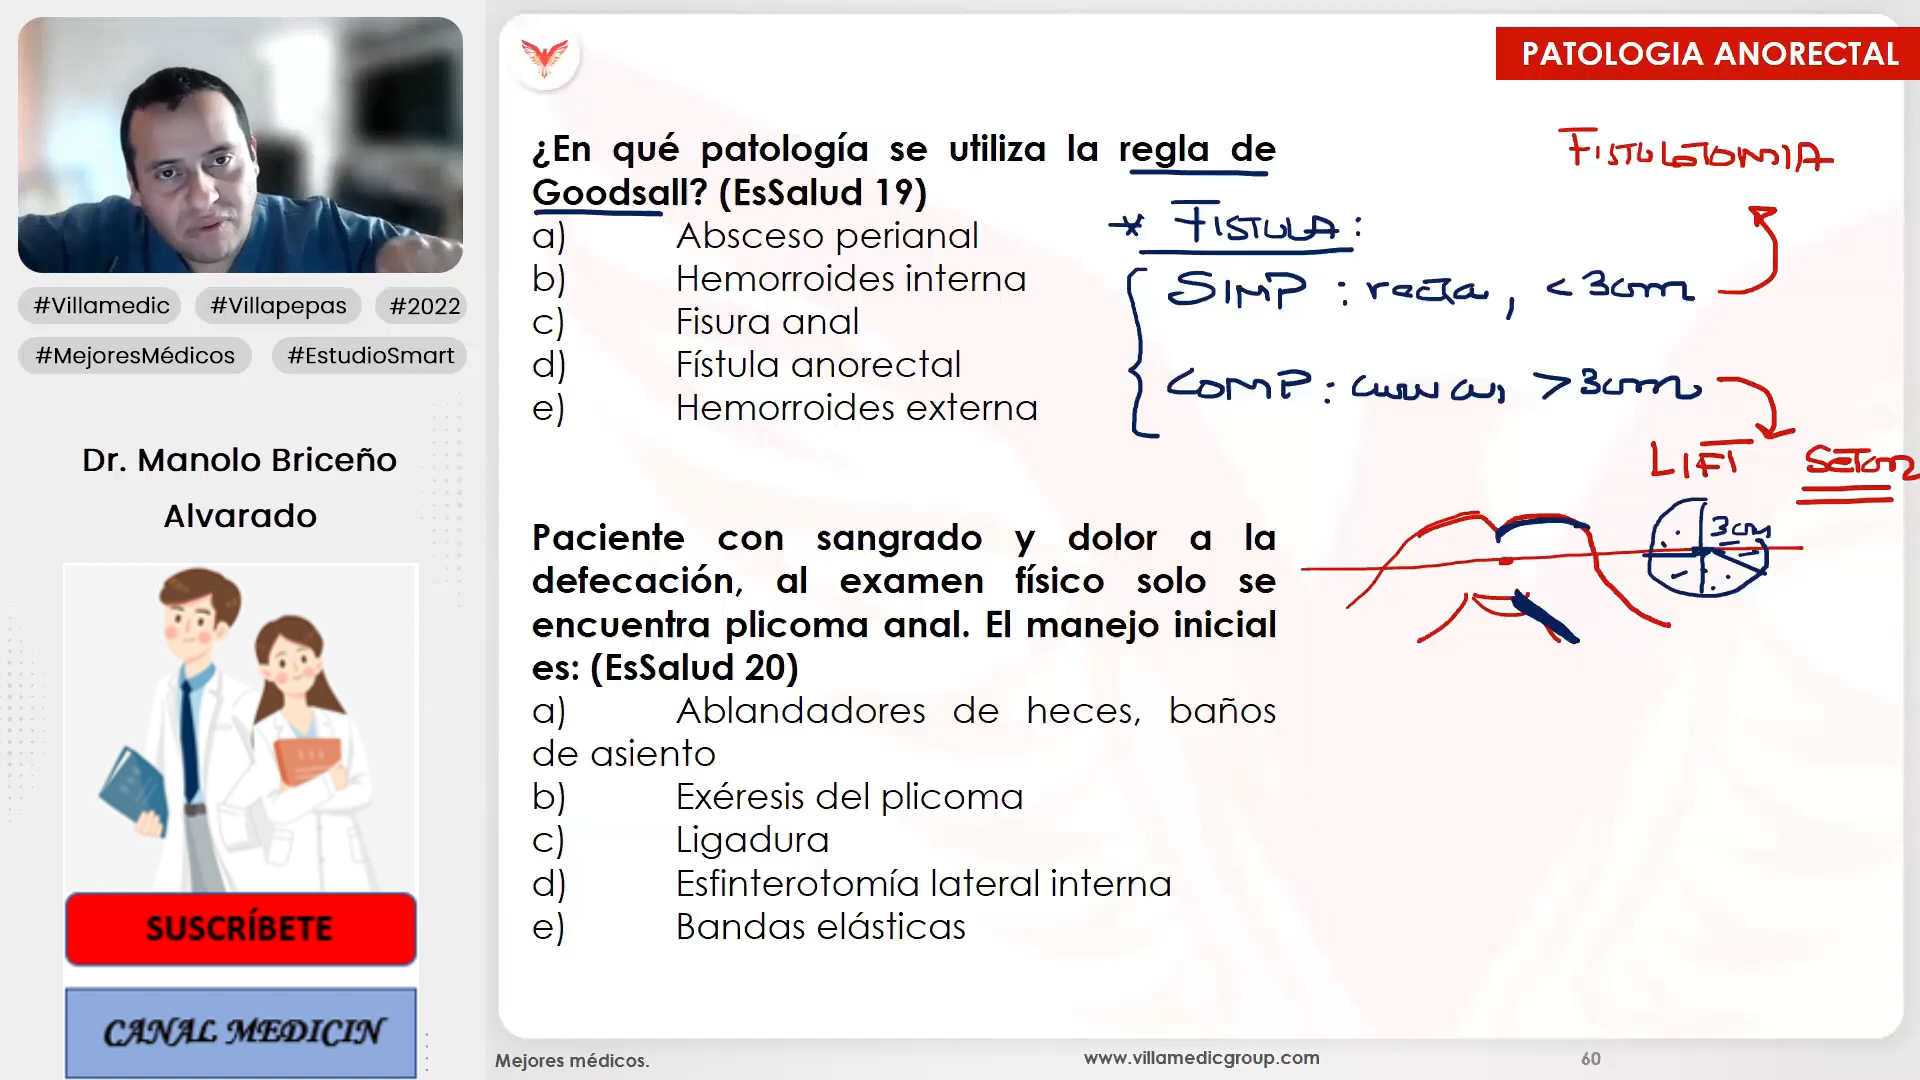 PATOLOGIA ANORECTAL
¿En qué patología se utiliza la regla de
Goodsall? (EsSalud 19)
a) Absceso perianal
b) Hemorroides interna
c) Fisura anal
d) Fístula anorectal
e) Hemorroides externa
FISTULOTOMIA
* FISTULA:
SIMP: recta, < 3cm
COMP: curva, > 3cm
LIFT SETON
3cm
Paciente con sangrado y dolor a la
defecación, al examen físico solo se
encuentra plicoma anal. El manejo inicial
es: (EsSalud 20)
a) Ablandadores de heces, baños
de asiento
b) Exéresis del plicoma
c) Ligadura
d) Esfinterotomía lateral interna
e) Bandas elásticas
#Villamedic #Villapepas #2022
#MejoresMédicos #EstudioSmart
Dr. Manolo Briceño
Alvarado
SUSCRÍBETE
CANAL MEDICIN
Mejores médicos. www.villamedicgroup.com 60